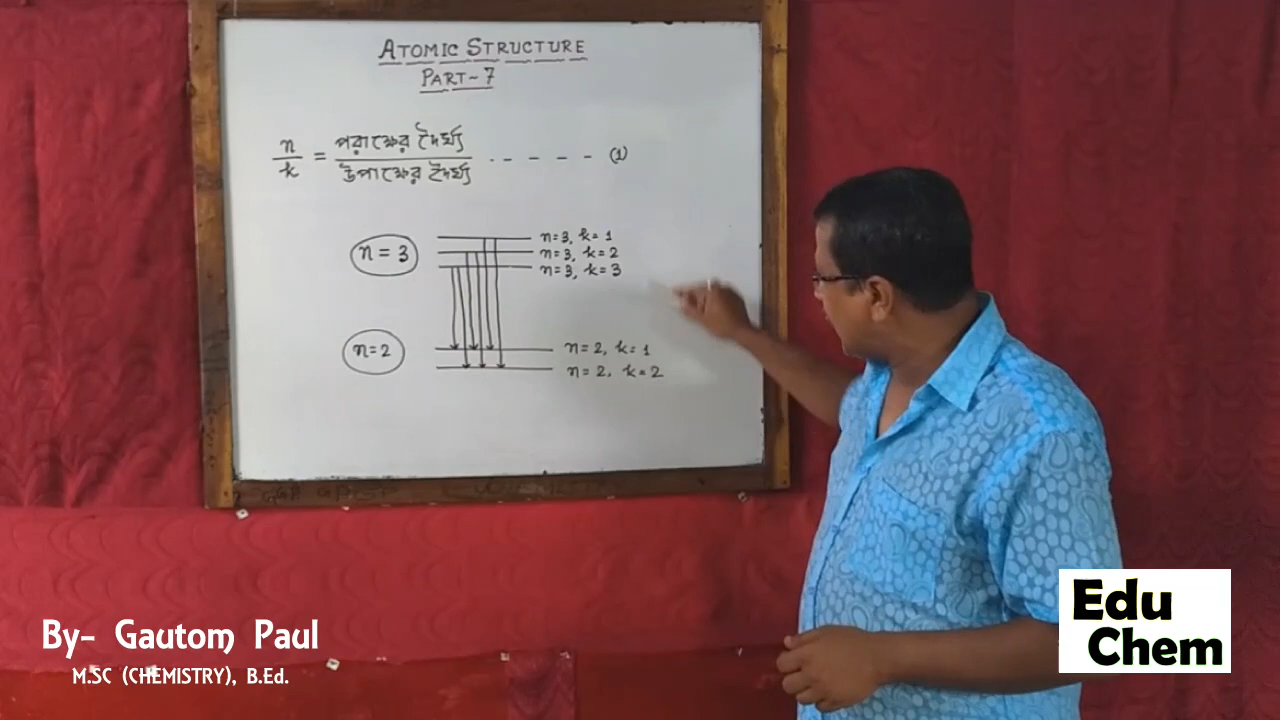 ATOMIC STRUCTURE
PART-7
n/k = পরাক্ষের দৈর্ঘ্য / উপাক্ষের দৈর্ঘ্য ----- (1)
n = 3
n=3, k=1
n=3, k=2
n=3, k=3
n=2
n=2, k=1
n=2, k=2
By- Gautom Paul
M.SC (CHEMISTRY), B.Ed.
Edu
Chem